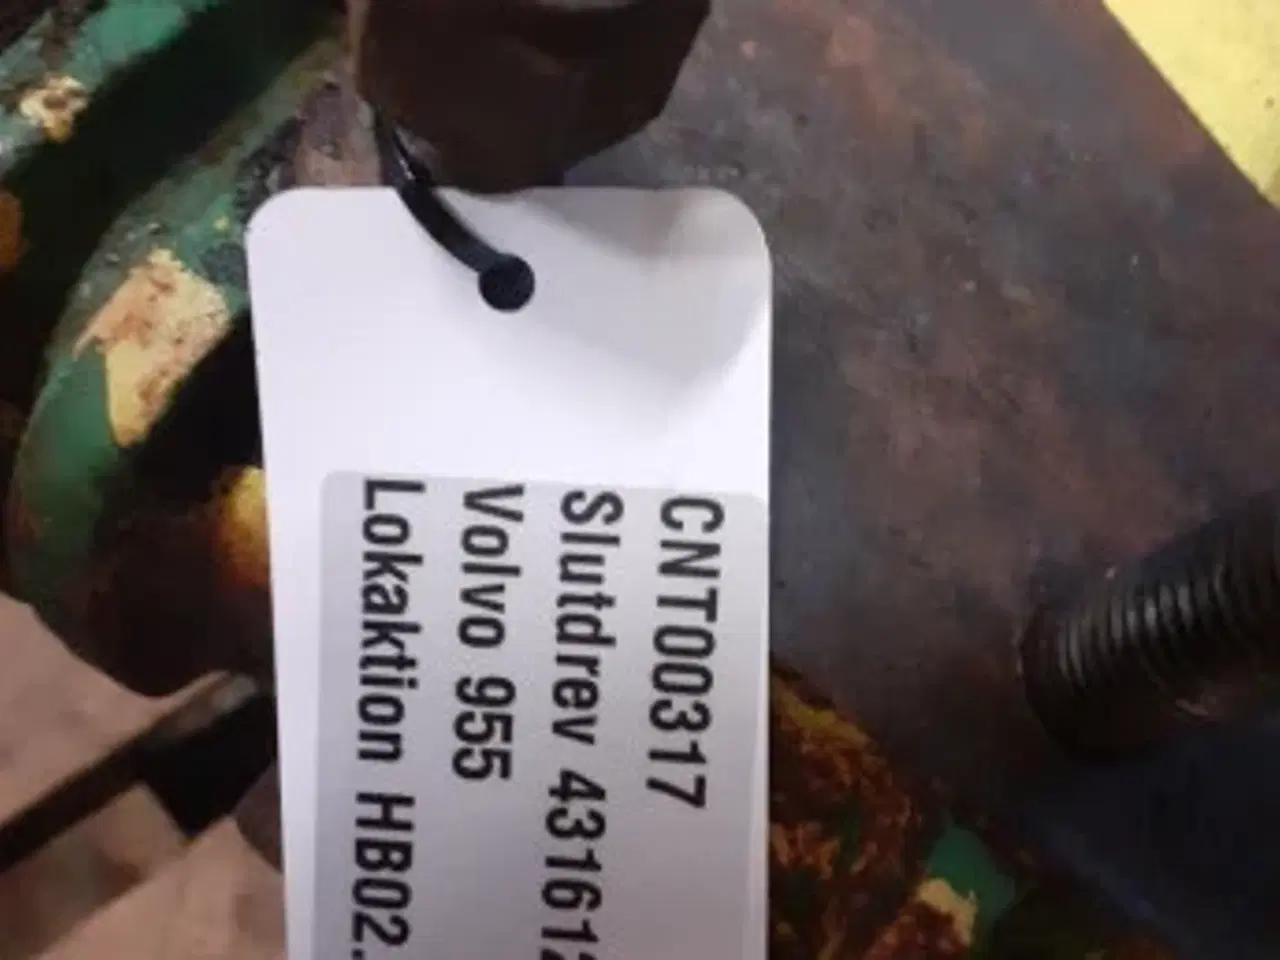 CNT00317
Slutdrev 431612
Volvo 955
Lokaktion HB02.